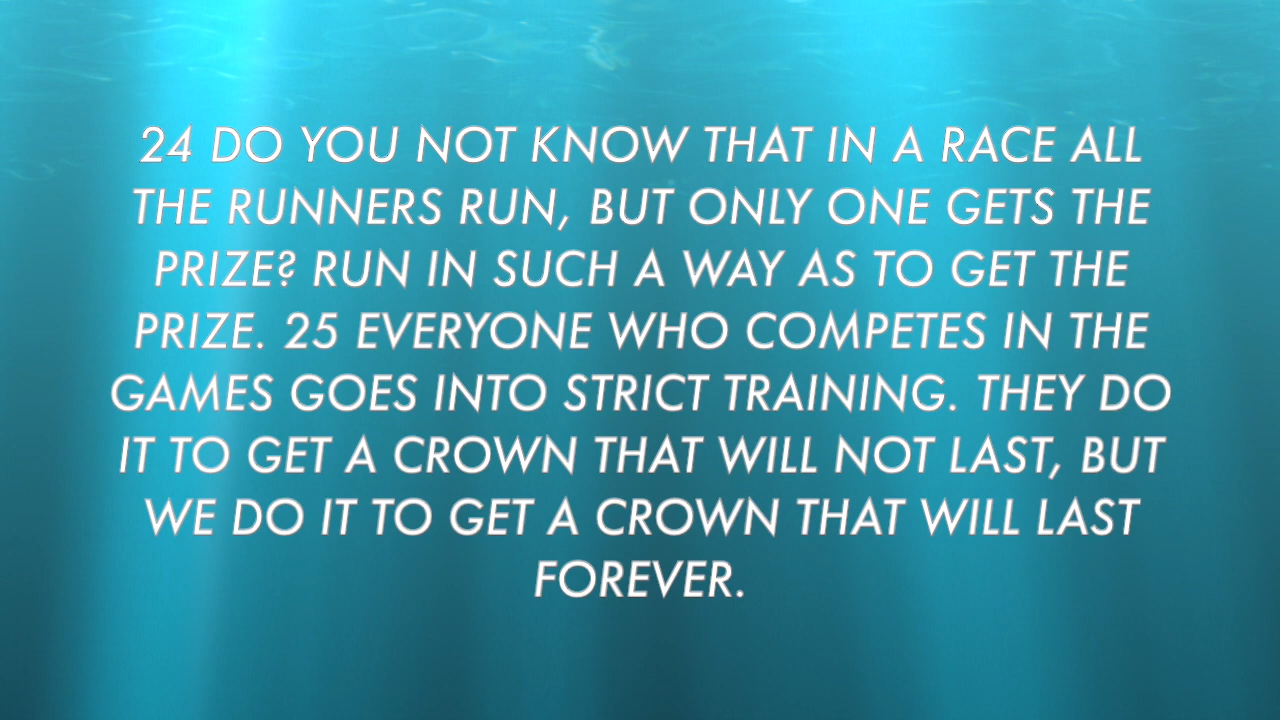 24 DO YOU NOT KNOW THAT IN A RACE ALL
THE RUNNERS RUN, BUT ONLY ONE GETS THE
PRIZE? RUN IN SUCH A WAY AS TO GET THE
PRIZE. 25 EVERYONE WHO COMPETES IN THE
GAMES GOES INTO STRICT TRAINING. THEY DO
IT TO GET A CROWN THAT WILL NOT LAST, BUT
WE DO IT TO GET A CROWN THAT WILL LAST
FOREVER.